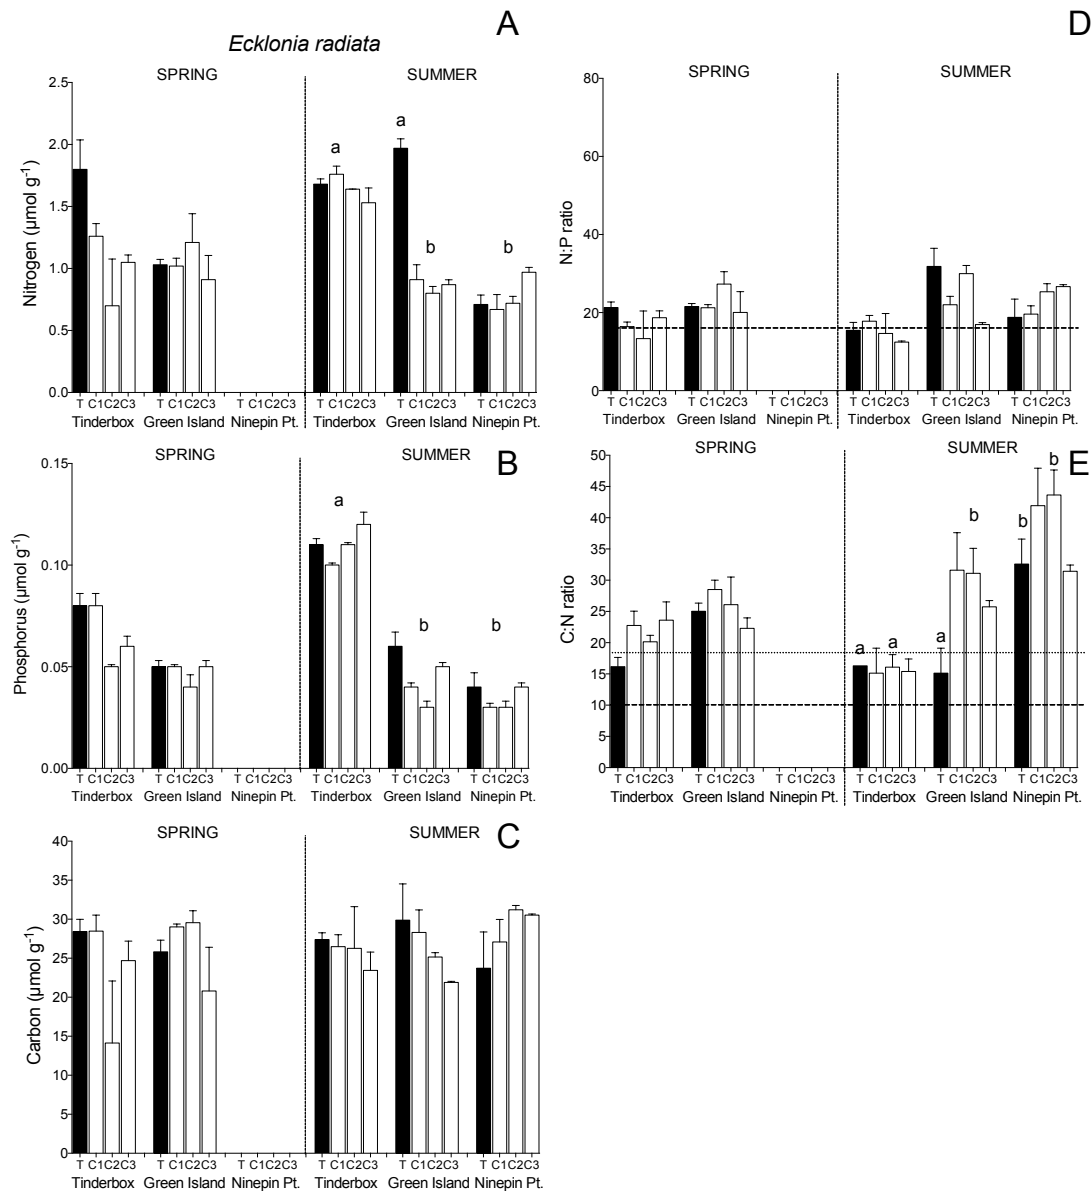 Ecklonia radiata
A
SPRING SUMMER
2.5
2.0
1.5
1.0
0.5
0.0
Nitrogen (µmol g⁻¹)
a a b b
T C1C2C3 T C1C2C3 T C1C2C3 T C1C2C3 T C1C2C3 T C1C2C3
Tinderbox Green Island Ninepin Pt. Tinderbox Green Island Ninepin Pt.
B
SPRING SUMMER
0.15
0.10
0.05
0.00
Phosphorus (µmol g⁻¹)
a b b
T C1C2C3 T C1C2C3 T C1C2C3 T C1C2C3 T C1C2C3 T C1C2C3
Tinderbox Green Island Ninepin Pt. Tinderbox Green Island Ninepin Pt.
C
SPRING SUMMER
40
35
30
25
20
15
10
5
0
Carbon (µmol g⁻¹)
T C1C2C3 T C1C2C3 T C1C2C3 T C1C2C3 T C1C2C3 T C1C2C3
Tinderbox Green Island Ninepin Pt. Tinderbox Green Island Ninepin Pt.
D
SPRING SUMMER
80
60
40
20
0
N:P ratio
T C1C2C3 T C1C2C3 T C1C2C3 T C1C2C3 T C1C2C3 T C1C2C3
Tinderbox Green Island Ninepin Pt. Tinderbox Green Island Ninepin Pt.
E
SPRING SUMMER
50
45
40
35
30
25
20
15
10
5
0
C:N ratio
a a a b b b
T C1C2C3 T C1C2C3 T C1C2C3 T C1C2C3 T C1C2C3 T C1C2C3
Tinderbox Green Island Ninepin Pt. Tinderbox Green Island Ninepin Pt.